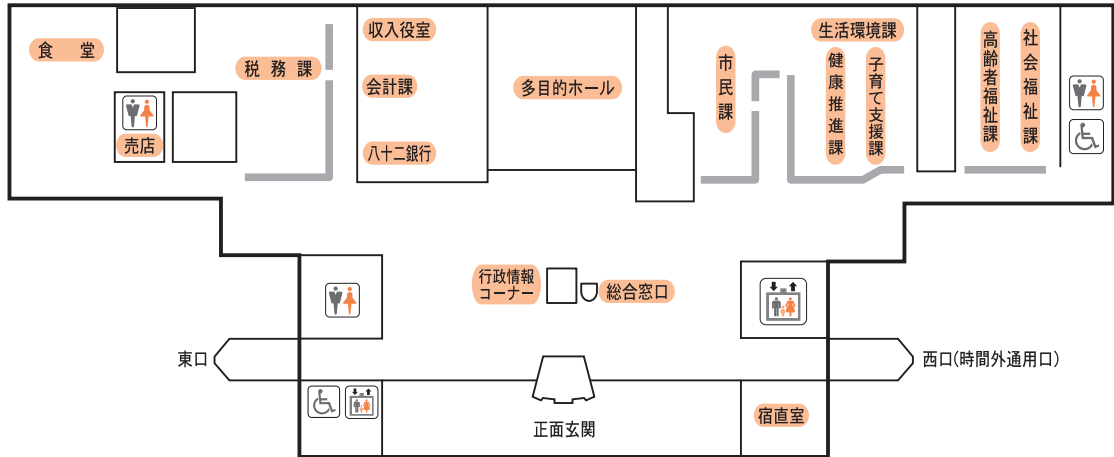 食堂
税務課
売店
収入役室
会計課
八十二銀行
多目的ホール
市民課
生活環境課
健康推進課
子育て支援課
高齢者福祉課
社会福祉課
行政情報
コーナー
総合窓口
東口
西口(時間外通用口)
正面玄関
宿直室